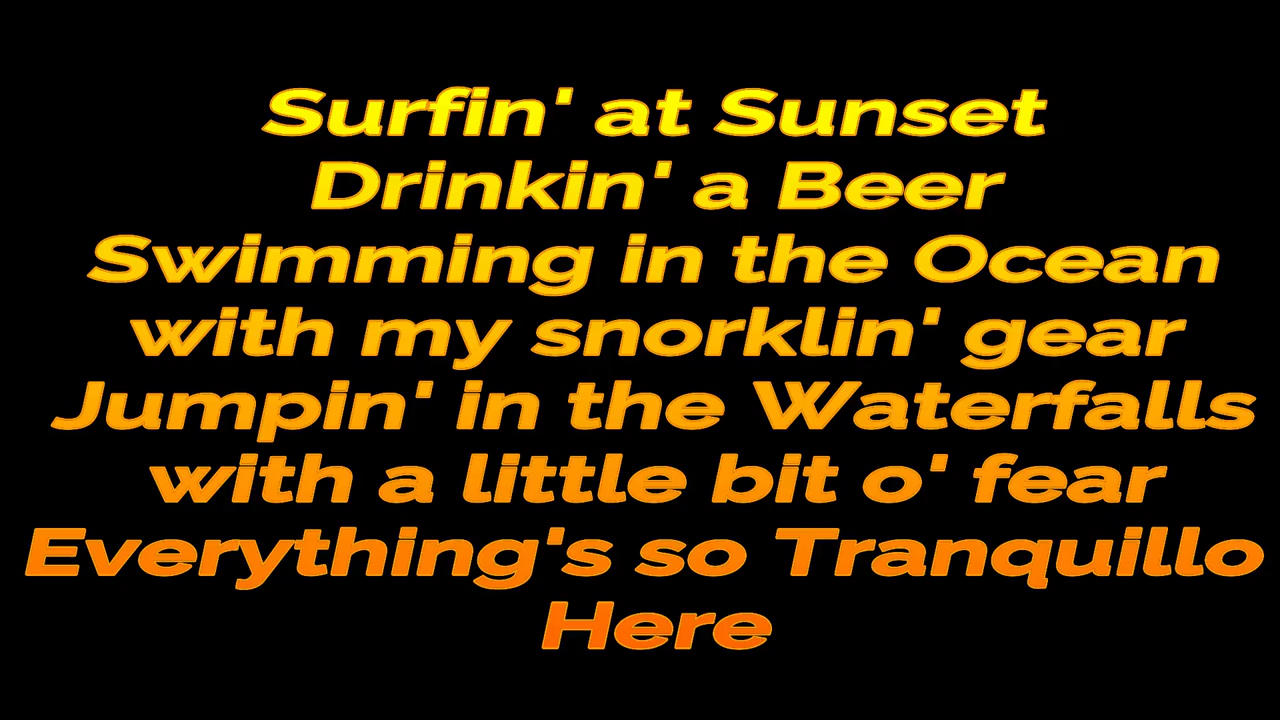 Surfin' at Sunset
Drinkin' a Beer
Swimming in the Ocean
with my snorklin' gear
Jumpin' in the Waterfalls
with a little bit o' fear
Everything's so Tranquillo
Here